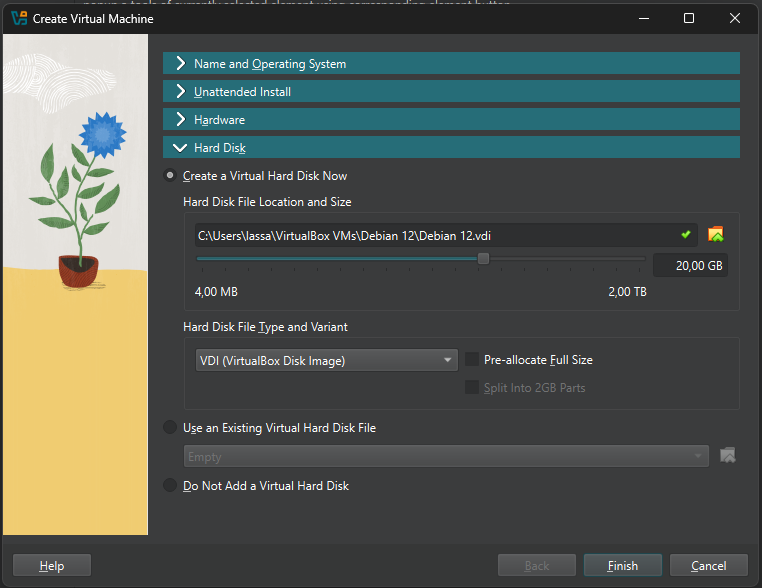 Create Virtual Machine
Name and Operating System
Unattended Install
Hardware
Hard Disk
Create a Virtual Hard Disk Now
Hard Disk File Location and Size
C:\Users\lassa\VirtualBox VMs\Debian 12\Debian 12.vdi
20,00 GB
4,00 MB 2,00 TB
Hard Disk File Type and Variant
VDI (VirtualBox Disk Image) Pre-allocate Full Size
Split Into 2GB Parts
Use an Existing Virtual Hard Disk File
Empty
Do Not Add a Virtual Hard Disk
Help Back Finish Cancel